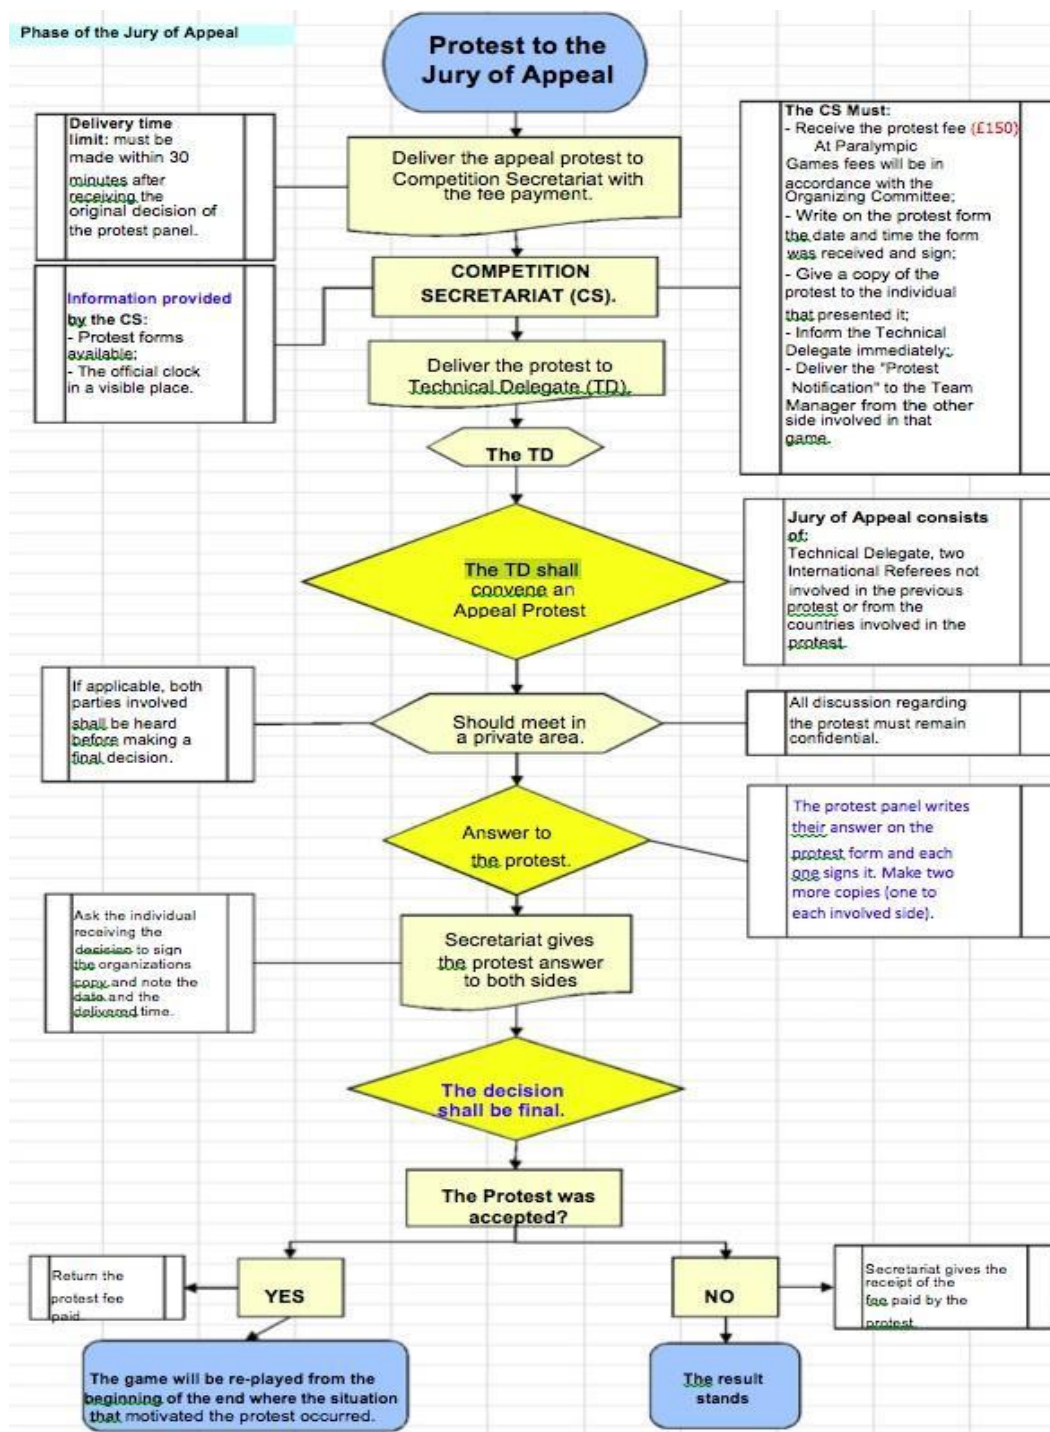 Phase of the Jury of Appeal
Protest to the
Jury of Appeal
Delivery time
limit: must be
made within 30
minutes after
receiving the
original decision of
the protest panel.
Deliver the appeal protest to
Competition Secretariat with
the fee payment.
The CS Must:
- Receive the protest fee (£150)
At Paralympic
Games fees will be in
accordance with the
Organizing Committee;
- Write on the protest form
the date and time the form
was received and sign;
- Give a copy of the
protest to the individual
that presented it;
- Inform the Technical
Delegate immediately;
- Deliver the "Protest
Notification" to the Team
Manager from the other
side involved in that
game.
Information provided
by the CS:
- Protest forms
available;
- The official clock
in a visible place.
COMPETITION
SECRETARIAT (CS).
Deliver the protest to
Technical Delegate (TD).
The TD
The TD shall
convene an
Appeal Protest
Jury of Appeal consists
of:
Technical Delegate, two
International Referees not
involved in the previous
protest or from the
countries involved in the
protest.
If applicable, both
parties involved
shall be heard
before making a
final decision.
Should meet in
a private area.
All discussion regarding
the protest must remain
confidential.
Answer to
the protest.
The protest panel writes
their answer on the
protest form and each
one signs it. Make two
more copies (one to
each involved side).
Ask the individual
receiving the
decision to sign
the organizations
copy and note the
date and the
delivered time.
Secretariat gives
the protest answer
to both sides
The decision
shall be final.
The Protest was
accepted?
Return the
protest fee
paid.
YES
NO
Secretariat gives the
receipt of the
fee paid by the
protest.
The game will be re-played from the
beginning of the end where the situation
that motivated the protest occurred.
The result
stands